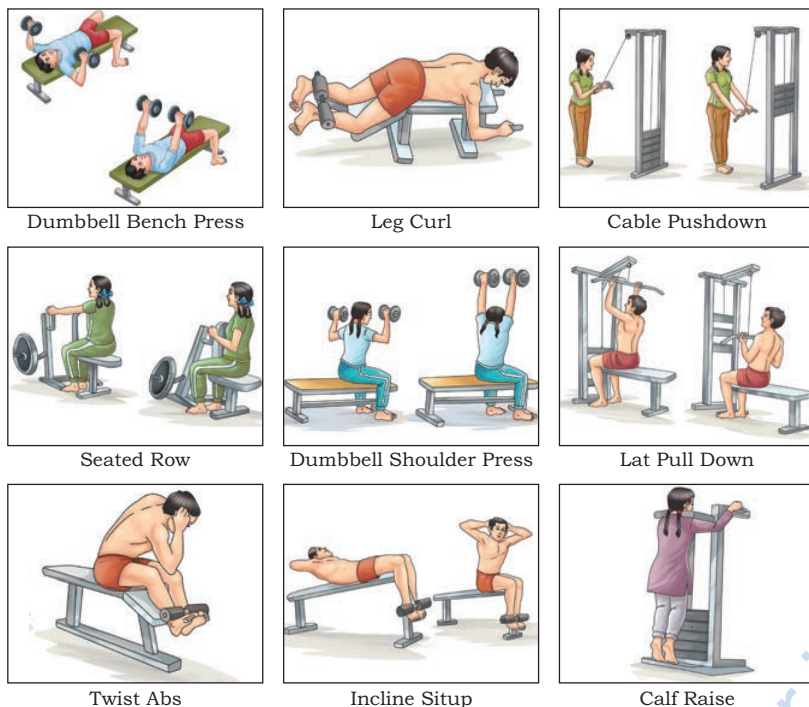 Dumbbell Bench Press
Leg Curl
Cable Pushdown
Seated Row
Dumbbell Shoulder Press
Lat Pull Down
Twist Abs
Incline Situp
Calf Raise